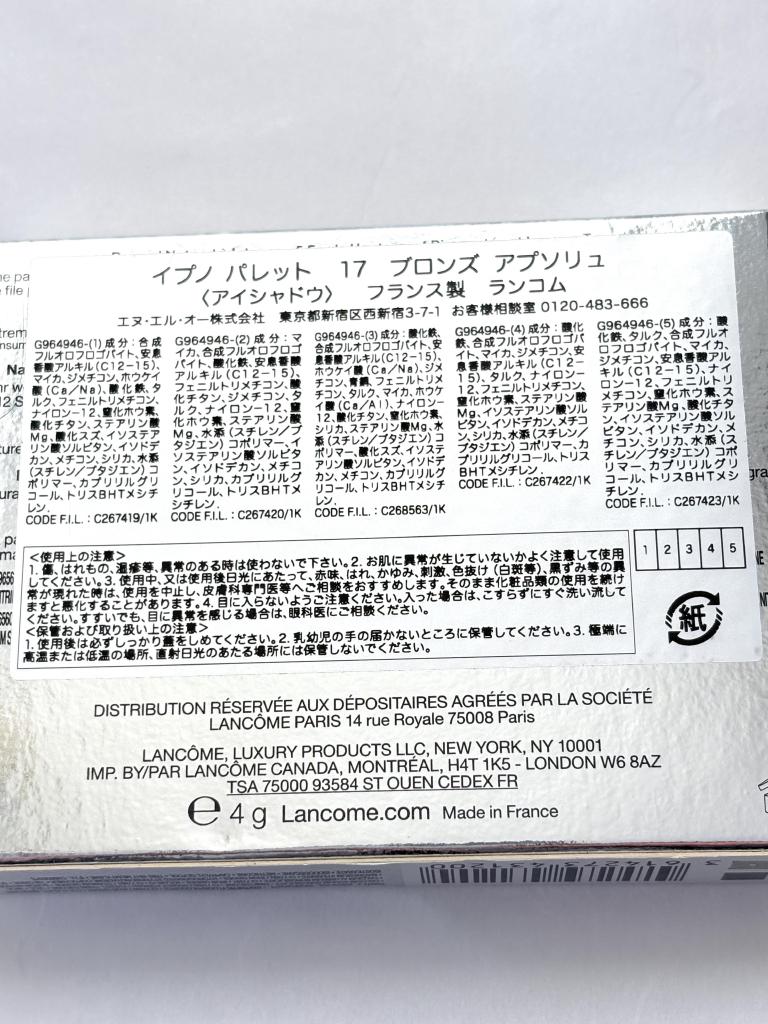 イプノ パレット 17 ブロンズ アプソリュ
〈アイシャドウ〉 フランス製 ランコム
エヌ・エル・オー株式会社 東京都新宿区西新宿3-7-1 お客様相談室 0120-483-666
G964946-(1) 成分：合成
フルオロフロゴパイト、安息
香酸アルキル(C12-15)、
マイカ、ジメチコン、ホウケイ
酸(Ca/Na)、酸化鉄、タ
ルク、フェニルトリメチコン、
ナイロン-12、窒化ホウ素、
酸化チタン、ステアリン酸
Mg、酸化スズ、イソステア
リン酸ソルビタン、イソドデ
カン、メチコン、シリカ、水添
(スチレン/ブタジエン)コ
ポリマー、カプリリルグリ
コール、トリスBHTメシチ
レン.
CODE F.I.L. : C267419/1K
G964946-(2) 成分：マ
イカ、合成フルオロフロゴ
パイト、酸化鉄、安息香酸
アルキル(C12-15)、
フェニルトリメチコン、酸
化チタン、ジメチコン、タ
ルク、ナイロン-12、窒
化ホウ素、ステアリン酸
Mg、水添(スチレン/ブ
タジエン)コポリマー、イ
ソステアリン酸ソルビタ
ン、イソドデカン、メチコ
ン、シリカ、カプリリルグ
リコール、トリスBHTメ
シチレン.
CODE F.I.L. : C267420/1K
G964946-(3) 成分：酸化鉄、
合成フルオロフロゴパイト、安
息香酸アルキル(C12-15)、
ホウケイ酸(Ca/Na)、ジメ
チコン、青銅、フェニルトリメ
チコン、タルク、マイカ、ホウケ
イ酸(Ca/Al)、ナイロン-
12、酸化チタン、窒化ホウ素、
シリカ、ステアリン酸Mg、水
添(スチレン/ブタジエン)コ
ポリマー、酸化スズ、イソステ
アリン酸ソルビタン、イソドデ
カン、メチコン、カプリリルグ
リコール、トリスBHTメシチ
レン.
CODE F.I.L. : C268563/1K
G964946-(4) 成分：酸化
鉄、合成フルオロフロゴパイ
ト、マイカ、ジメチコン、安
息香酸アルキル(C12-
15)、タルク、ナイロン-
12、フェニルトリメチコン、
窒化ホウ素、ステアリン酸
Mg、イソステアリン酸ソル
ビタン、イソドデカン、メチコ
ン、シリカ、水添(スチレン/
ブタジエン)コポリマー、カ
プリリルグリコール、トリス
BHTメシチレン.
CODE F.I.L. : C267422/1K
G964946-(5) 成分：酸
化鉄、タルク、合成フルオ
ロフロゴパイト、マイカ、
ジメチコン、安息香酸アル
キル(C12-15)、ナイ
ロン-12、フェニルトリ
メチコン、窒化ホウ素、ス
テアリン酸Mg、酸化チタ
ン、イソステアリン酸ソル
ビタン、イソドデカン、メ
チコン、シリカ、水添(ス
チレン/ブタジエン)コポ
リマー、カプリリルグリ
コール、トリスBHTメシ
チレン.
CODE F.I.L. : C267423/1K
<使用上の注意>
1. 傷、はれもの、湿疹等、異常のある時は使わないで下さい。2. お肌に異常が生じていないかよく注意して使用
してください。3. 使用中、又は使用後日光にあたって、赤味、はれ、かゆみ、刺激、色抜け(白斑等)、黒ずみ等の異
常が現れた時は、使用を中止し、皮膚科専門医等へご相談をおすすめします。そのまま化粧品類の使用を続け
ますと悪化することがあります。4. 目に入らないようご注意ください。入った場合は、こすらずにすぐ洗い流して
ください。すすいでも、目に異常を感じる場合は、眼科医にご相談ください。
<保管および取り扱い上の注意>
1. 使用後は必ずしっかり蓋をしめてください。2. 乳幼児の手の届かないところに保管してください。3. 極端に
高温または低温の場所、直射日光のあたる場所には保管しないでください。
1 2 3 4 5
紙
DISTRIBUTION RÉSERVÉE AUX DÉPOSITAIRES AGRÉÉS PAR LA SOCIÉTÉ
LANCÔME PARIS 14 rue Royale 75008 Paris
LANCÔME, LUXURY PRODUCTS LLC, NEW YORK, NY 10001
IMP. BY/PAR LANCÔME CANADA, MONTRÉAL, H4T 1K5 - LONDON W6 8AZ
TSA 75000 93584 ST OUEN CEDEX FR
e 4 g Lancome.com Made in France